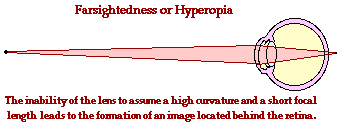 Farsightedness or Hyperopia
The inability of the lens to assume a high curvature and a short focal
length leads to the formation of an image located behind the retina.